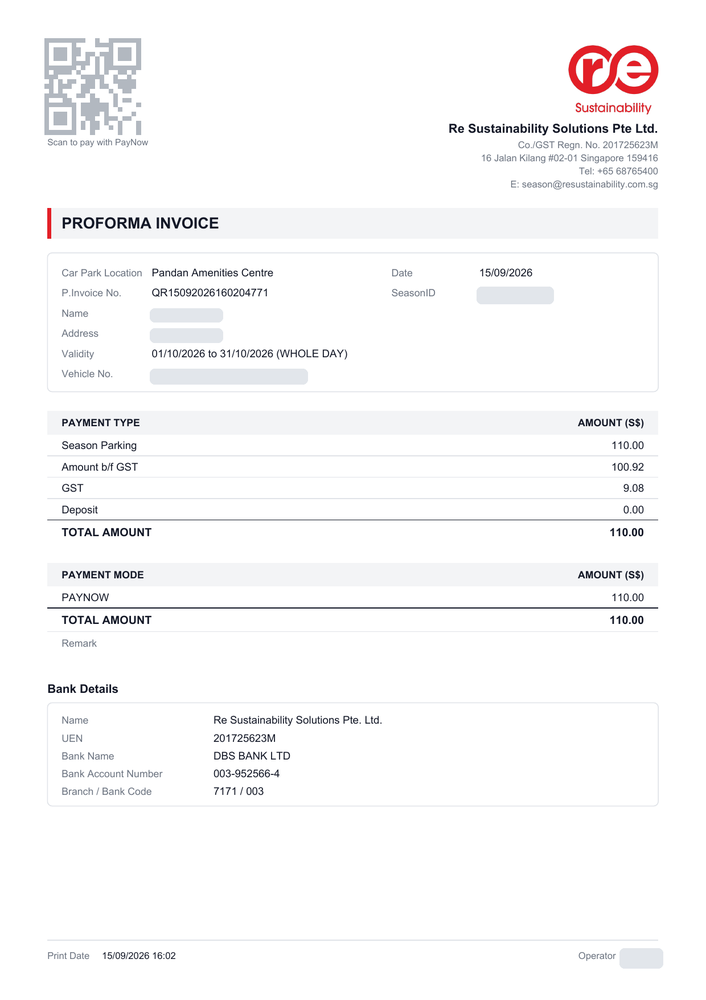 Scan to pay with PayNow
re
Sustainability
Re Sustainability Solutions Pte Ltd.
Co./GST Regn. No. 201725623M
16 Jalan Kilang #02-01 Singapore 159416
Tel: +65 68765400
E: season@resustainability.com.sg
PROFORMA INVOICE
Car Park Location Pandan Amenities Centre Date 15/09/2026
P.Invoice No. QR15092026160204771 SeasonID
Name
Address
Validity 01/10/2026 to 31/10/2026 (WHOLE DAY)
Vehicle No.
PAYMENT TYPE AMOUNT (S$)
Season Parking 110.00
Amount b/f GST 100.92
GST 9.08
Deposit 0.00
TOTAL AMOUNT 110.00
PAYMENT MODE AMOUNT (S$)
PAYNOW 110.00
TOTAL AMOUNT 110.00
Remark
Bank Details
Name Re Sustainability Solutions Pte. Ltd.
UEN 201725623M
Bank Name DBS BANK LTD
Bank Account Number 003-952566-4
Branch / Bank Code 7171 / 003
Print Date 15/09/2026 16:02 Operator